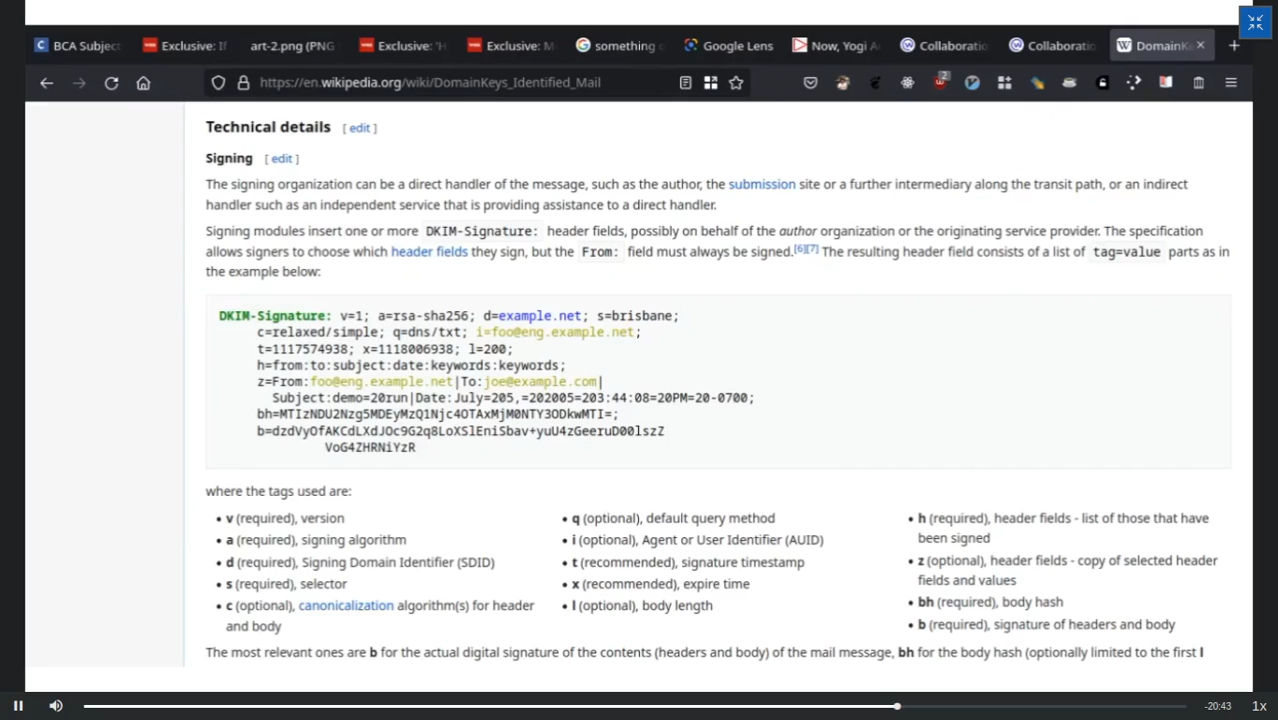 BCA Subject
Exclusive: If
art-2.png (PNG
Exclusive: 'H
Exclusive: M
something o
Google Lens
Now, Yogi A
Collaboratio
Collaboratio
DomainKe
https://en.wikipedia.org/wiki/DomainKeys_Identified_Mail
2
Technical details [ edit ]
Signing [ edit ]
The signing organization can be a direct handler of the message, such as the author, the submission site or a further intermediary along the transit path, or an indirect
handler such as an independent service that is providing assistance to a direct handler.
Signing modules insert one or more DKIM-Signature: header fields, possibly on behalf of the author organization or the originating service provider. The specification
allows signers to choose which header fields they sign, but the From: field must always be signed.[6][7] The resulting header field consists of a list of tag=value parts as in
the example below:
DKIM-Signature: v=1; a=rsa-sha256; d=example.net; s=brisbane;
c=relaxed/simple; q=dns/txt; i=foo@eng.example.net;
t=1117574938; x=1118006938; l=200;
h=from:to:subject:date:keywords:keywords;
z=From:foo@eng.example.net|To:joe@example.com|
Subject:demo=20run|Date:July=205,=202005=203:44:08=20PM=20-0700;
bh=MTIzNDU2Nzg5MDEyMzQ1Njc4OTAxMjM0NTY3ODkwMTI=;
b=dzdVyOfAKCdLXdJOc9G2q8LoXSlEniSbav+yuU4zGeeruD00lszZ
VoG4ZHRNiYzR
where the tags used are:
• v (required), version
• a (required), signing algorithm
• d (required), Signing Domain Identifier (SDID)
• s (required), selector
• c (optional), canonicalization algorithm(s) for header
and body
• q (optional), default query method
• i (optional), Agent or User Identifier (AUID)
• t (recommended), signature timestamp
• x (recommended), expire time
• l (optional), body length
• h (required), header fields - list of those that have
been signed
• z (optional), header fields - copy of selected header
fields and values
• bh (required), body hash
• b (required), signature of headers and body
The most relevant ones are b for the actual digital signature of the contents (headers and body) of the mail message, bh for the body hash (optionally limited to the first l
-20:43
1x